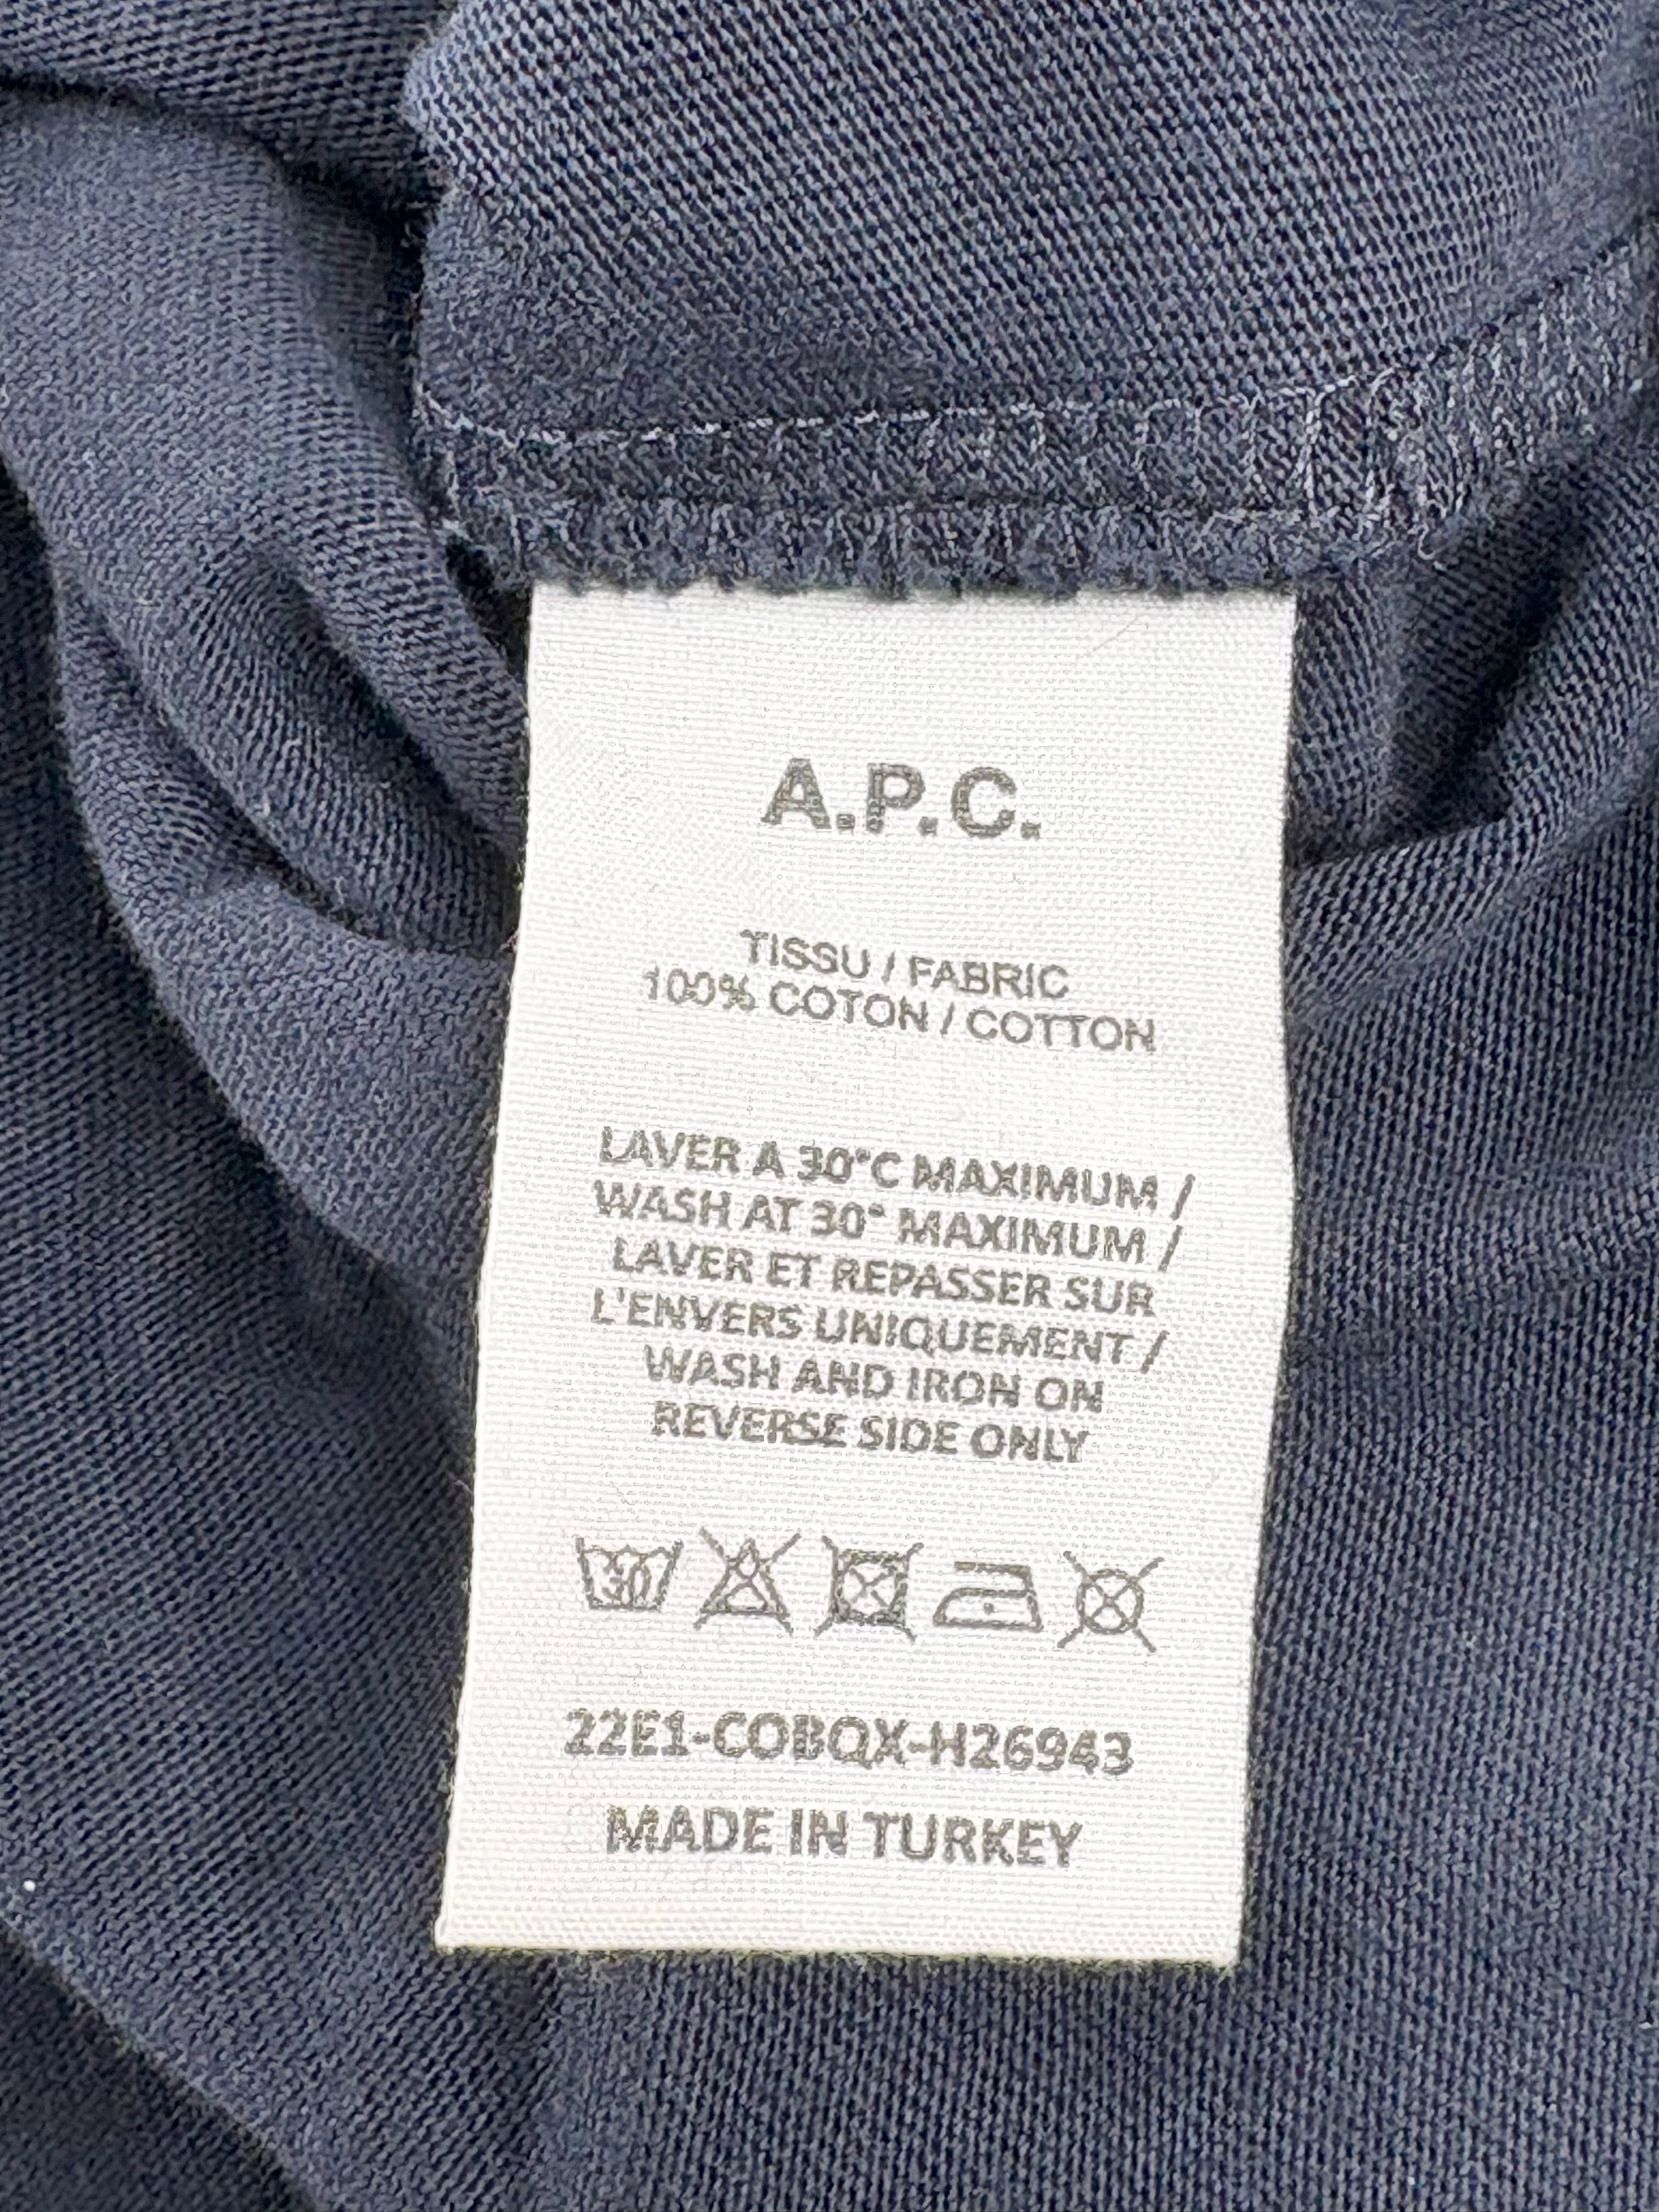 A.P.C.
TISSU / FABRIC
100% COTON / COTTON
LAVER A 30°C MAXIMUM /
WASH AT 30° MAXIMUM /
LAVER ET REPASSER SUR
L'ENVERS UNIQUEMENT /
WASH AND IRON ON
REVERSE SIDE ONLY
30
22E1-COBQX-H26943
MADE IN TURKEY